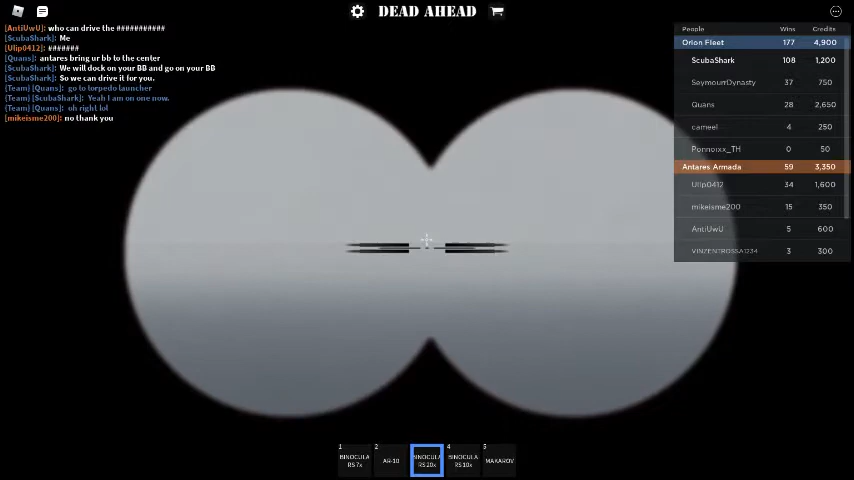 DEAD AHEAD
[AntiUwU]: who can drive the ###########
[ScubaShark]: Me
[Ulip0412]: #######
[Quans]: antares bring ur bb to the center
[ScubaShark]: We will dock on your BB and go on your BB
[ScubaShark]: So we can drive it for you.
{Team} [Quans]: go to torpedo launcher
{Team} [ScubaShark]: Yeah I am on one now.
{Team} [Quans]: oh right lol
[mikeisme200]: no thank you
People Wins Credits
Orion Fleet 177 4,900
ScubaShark 108 1,200
SeymourrDynasty 37 750
Quans 28 2,650
cameel 4 250
Ponnoixx_TH 0 50
Antares Armada 59 3,350
Ulip0412 34 1,600
mikeisme200 15 350
AntiUwU 5 600
VINZENTROSSA1234 3 300
1 2 3 4 5
BINOCULA AR-10 BINOCULA BINOCULA MAKAROV
RS 7x RS 20x RS 10x